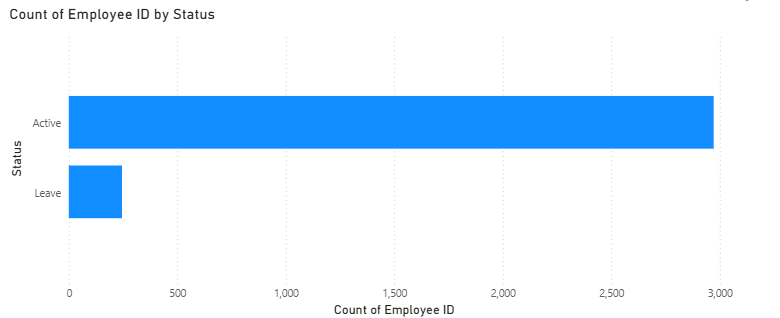 Count of Employee ID by Status
Status
Active
Leave
0 500 1,000 1,500 2,000 2,500 3,000
Count of Employee ID